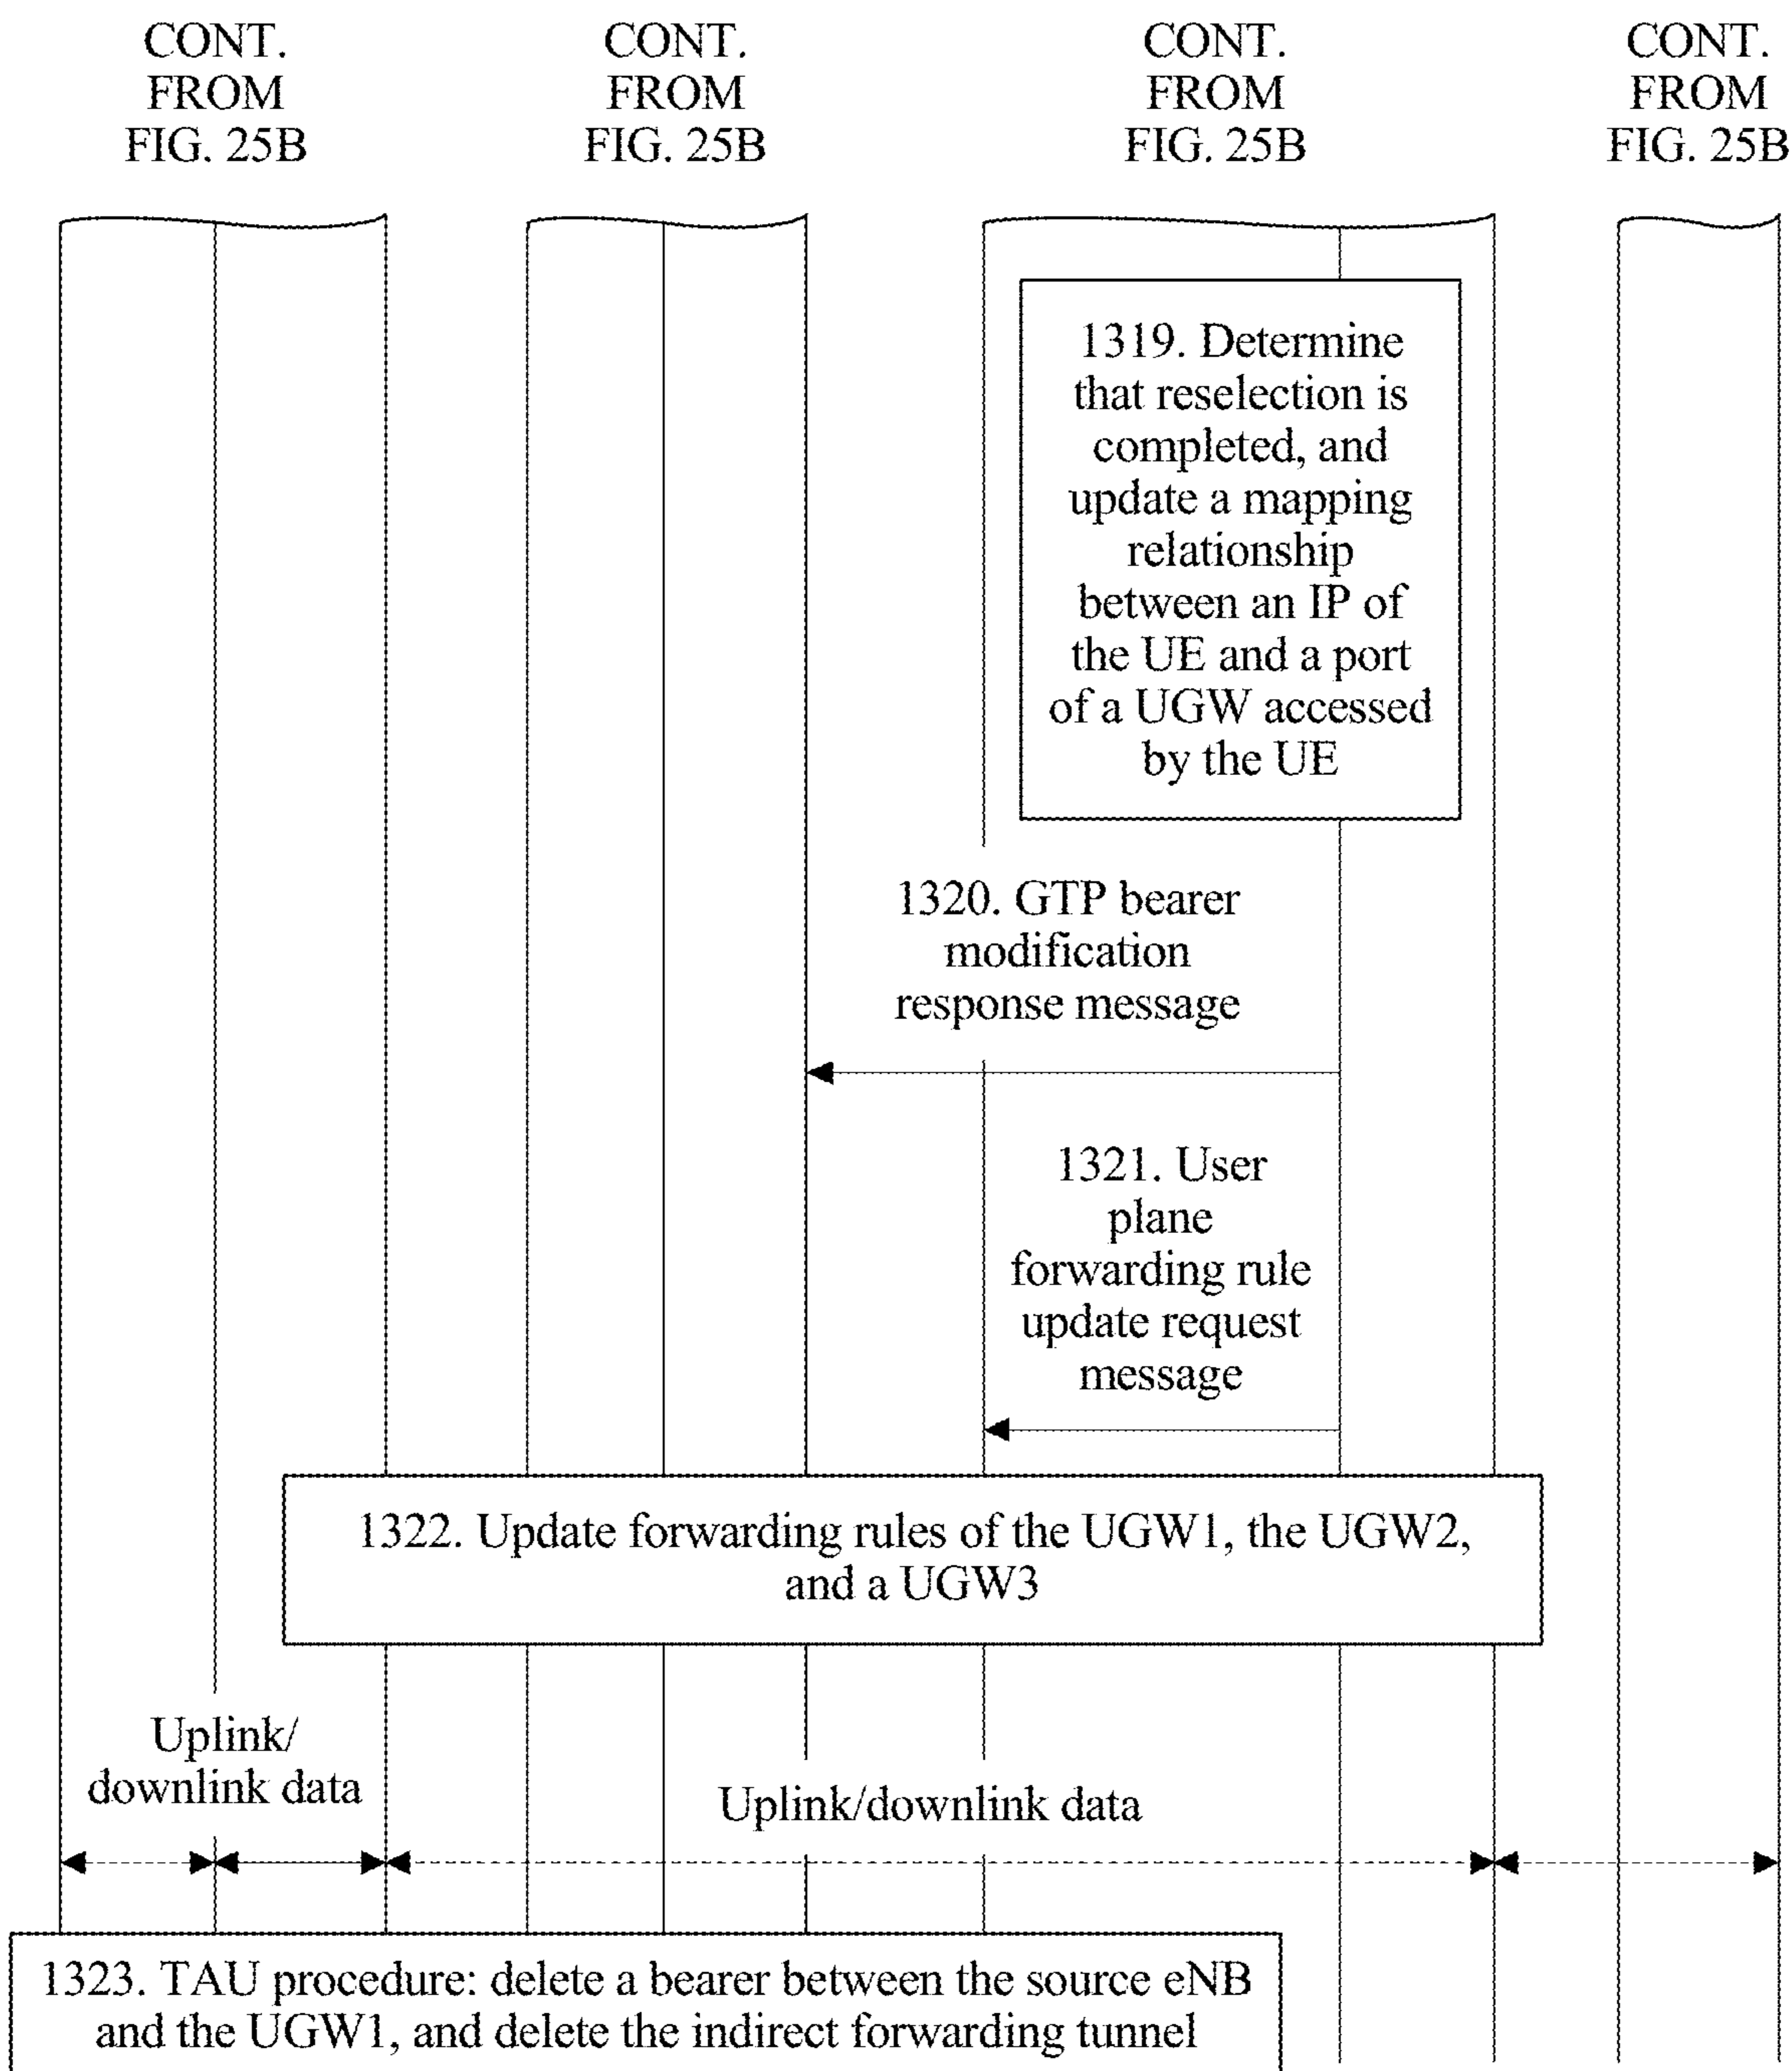 CONT.
FROM
FIG. 25B
CONT.
FROM
FIG. 25B
CONT.
FROM
FIG. 25B
CONT.
FROM
FIG. 25B
1319. Determine
that reselection is
completed, and
update a mapping
relationship
between an IP of
the UE and a port
of a UGW accessed
by the UE
1320. GTP bearer
modification
response message
1321. User
plane
forwarding rule
update request
message
1322. Update forwarding rules of the UGW1, the UGW2,
and a UGW3
Uplink/
downlink data
Uplink/downlink data
1323. TAU procedure: delete a bearer between the source eNB
and the UGW1, and delete the indirect forwarding tunnel